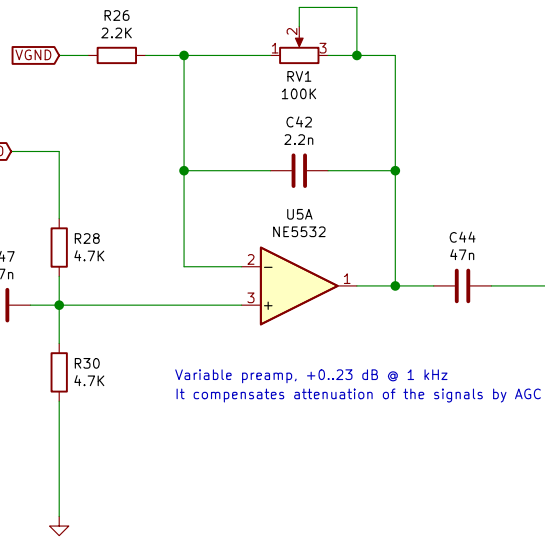 R26
2.2K
VGND
1
2
3
RV1
100K
C42
2.2n
U5A
NE5532
2
3
1
R28
4.7K
47
7n
C44
47n
R30
4.7K
Variable preamp, +0..23 dB @ 1 kHz
It compensates attenuation of the signals by AGC